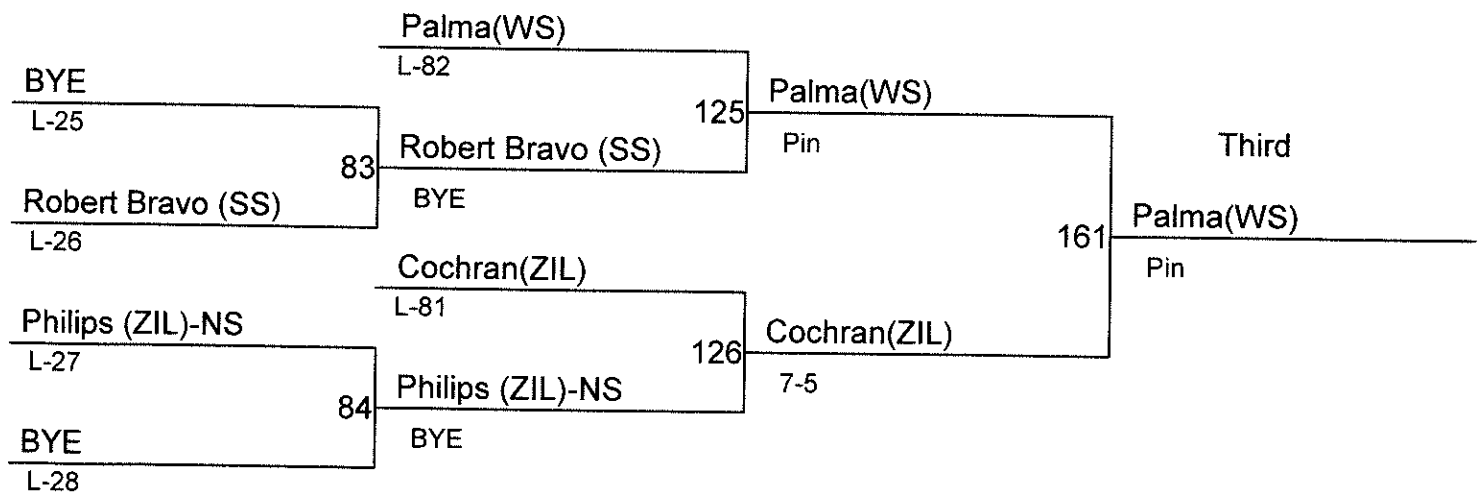 Palma(WS)
L-82
BYE
L-25
125
Palma(WS)
Pin
83
Robert Bravo (SS)
BYE
Third
Robert Bravo (SS)
L-26
161
Palma(WS)
Pin
Cochran(ZIL)
L-81
Philips (ZIL)-NS
L-27
126
Cochran(ZIL)
7-5
84
Philips (ZIL)-NS
BYE
BYE
L-28